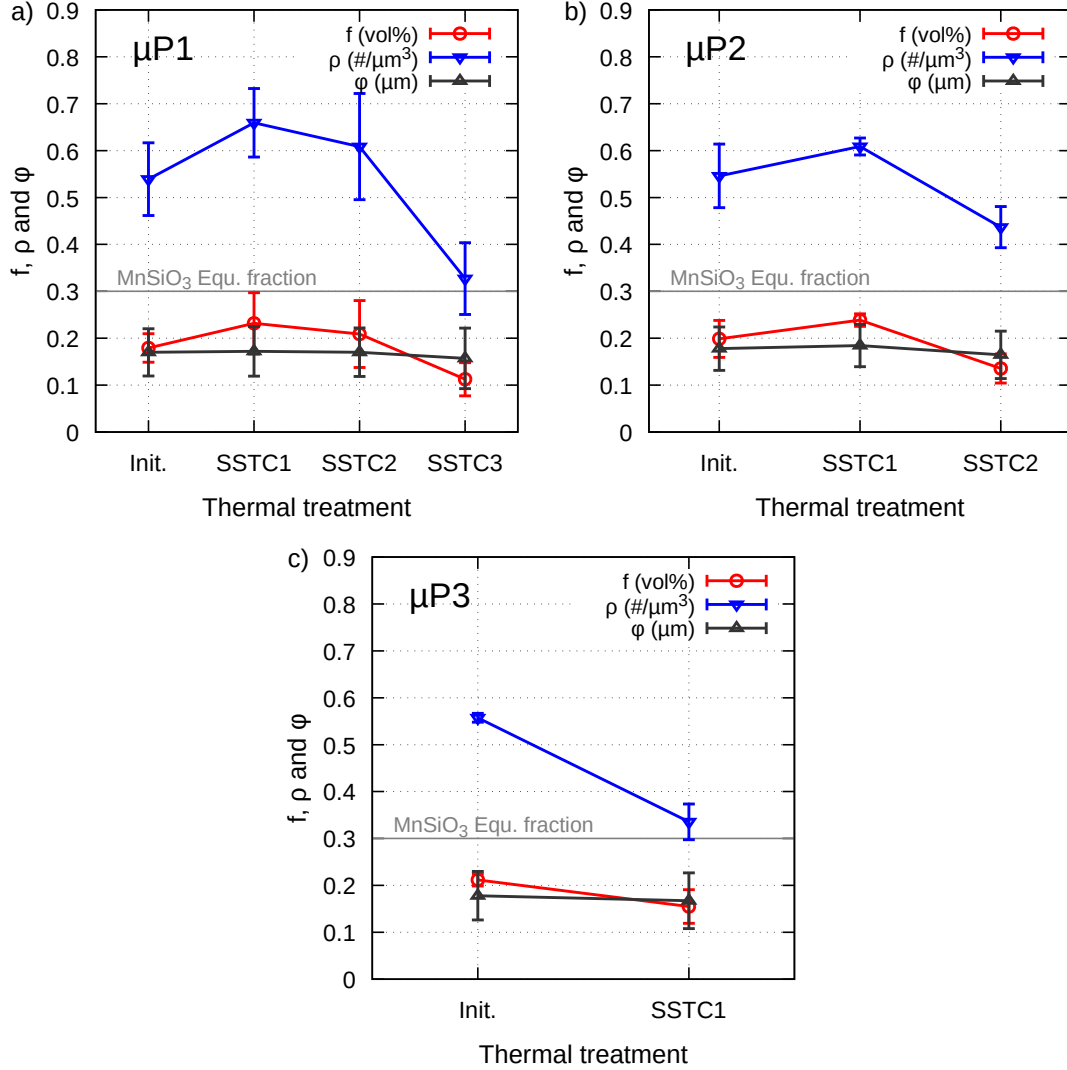 a)
µP1
f (vol%)
ρ (#/µm³)
φ (µm)
0.9
0.8
0.7
0.6
0.5
0.4
0.3
0.2
0.1
0
f, ρ and φ
MnSiO₃ Equ. fraction
Init. SSTC1 SSTC2 SSTC3
Thermal treatment
b)
µP2
f (vol%)
ρ (#/µm³)
φ (µm)
0.9
0.8
0.7
0.6
0.5
0.4
0.3
0.2
0.1
0
f, ρ and φ
MnSiO₃ Equ. fraction
Init. SSTC1 SSTC2
Thermal treatment
c)
µP3
f (vol%)
ρ (#/µm³)
φ (µm)
0.9
0.8
0.7
0.6
0.5
0.4
0.3
0.2
0.1
0
f, ρ and φ
MnSiO₃ Equ. fraction
Init. SSTC1
Thermal treatment